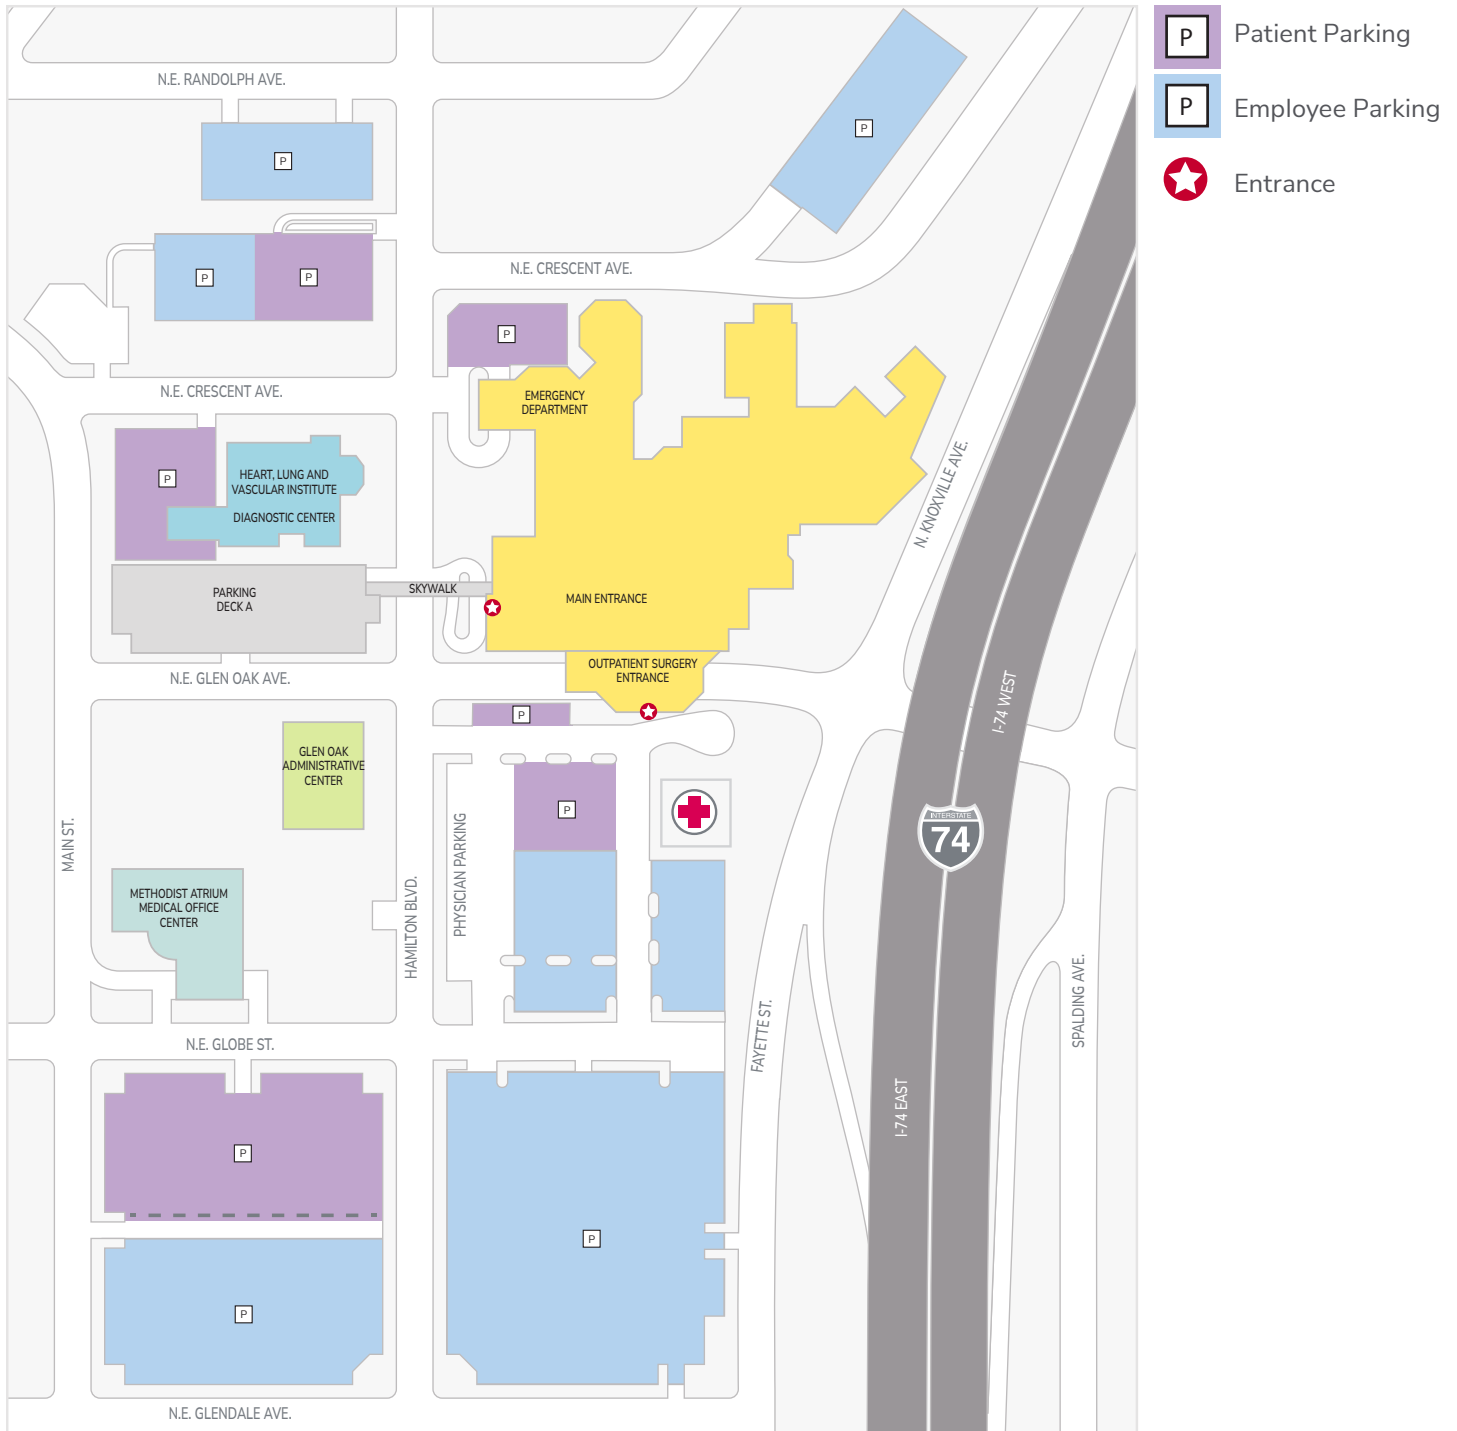 P
Patient Parking
P
Employee Parking
Entrance
N.E. RANDOLPH AVE.
P
P
P
P
N.E. CRESCENT AVE.
P
N.E. CRESCENT AVE.
EMERGENCY
DEPARTMENT
P
HEART, LUNG AND
VASCULAR INSTITUTE
DIAGNOSTIC CENTER
N. KNOXVILLE AVE.
PARKING
DECK A
SKYWALK
MAIN ENTRANCE
OUTPATIENT SURGERY
ENTRANCE
N.E. GLEN OAK AVE.
P
I-74 WEST
GLEN OAK
ADMINISTRATIVE
CENTER
P
INTERSTATE
74
MAIN ST.
PHYSICIAN PARKING
METHODIST ATRIUM
MEDICAL OFFICE
CENTER
HAMILTON BLVD.
FAYETTE ST.
SPALDING AVE.
N.E. GLOBE ST.
I-74 EAST
P
P
P
N.E. GLENDALE AVE.